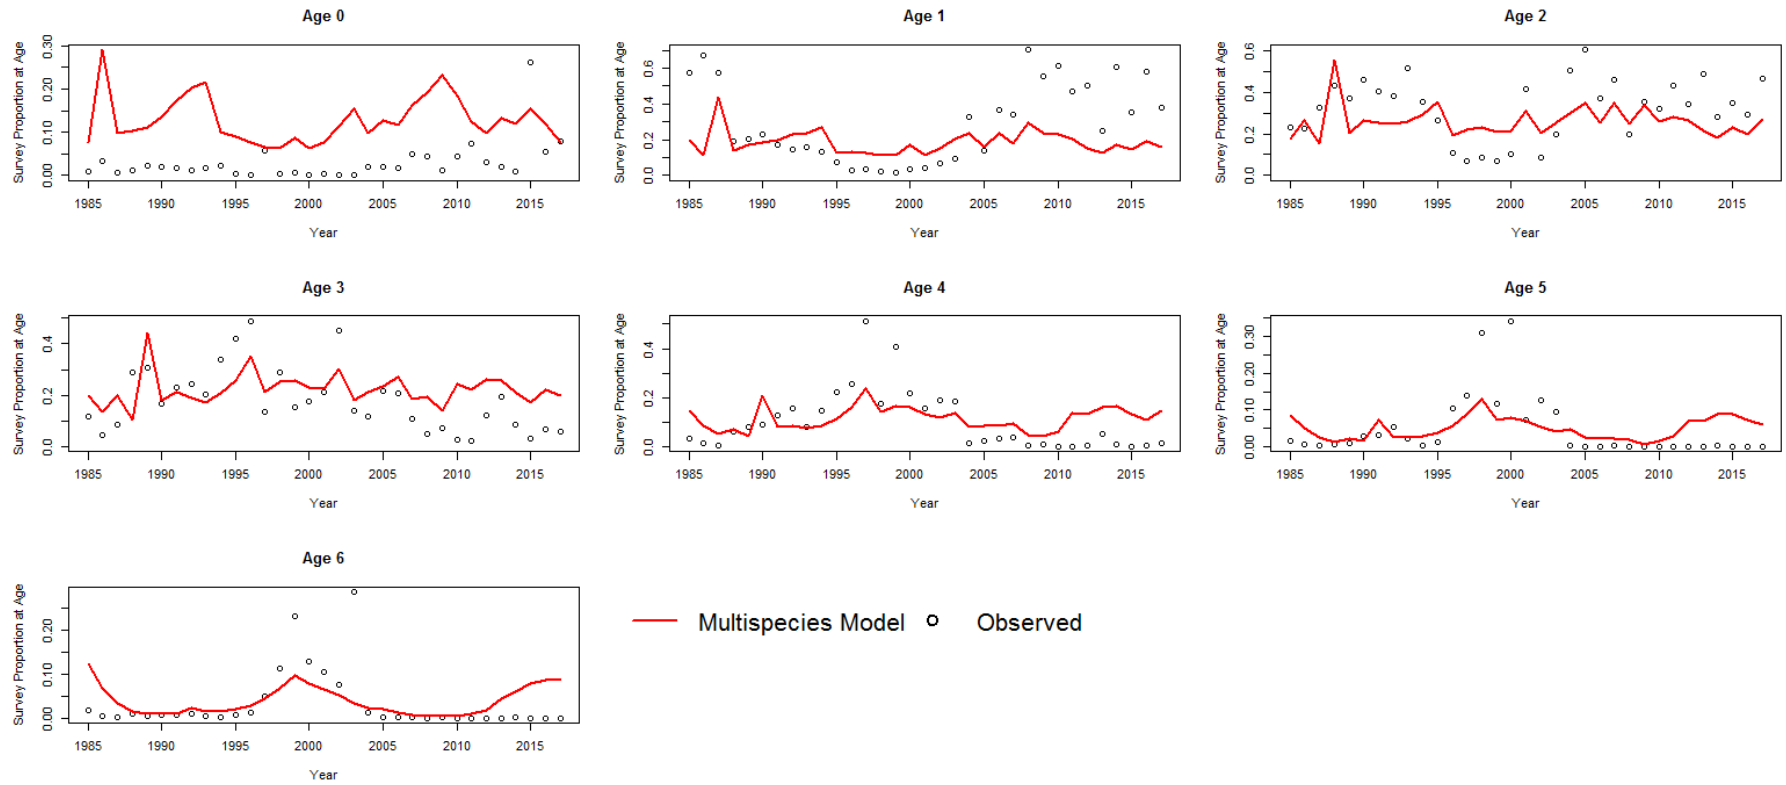 Age 0
Age 1
Age 2
Survey Proportion at Age
0.00 0.10 0.20 0.30
1985 1990 1995 2000 2005 2010 2015
Year
Survey Proportion at Age
0.0 0.2 0.4 0.6
1985 1990 1995 2000 2005 2010 2015
Year
Survey Proportion at Age
0.0 0.2 0.4 0.6
1985 1990 1995 2000 2005 2010 2015
Year
Age 3
Age 4
Age 5
Survey Proportion at Age
0.0 0.2 0.4
1985 1990 1995 2000 2005 2010 2015
Year
Survey Proportion at Age
0.0 0.2 0.4
1985 1990 1995 2000 2005 2010 2015
Year
Survey Proportion at Age
0.00 0.10 0.20 0.30
1985 1990 1995 2000 2005 2010 2015
Year
Age 6
Survey Proportion at Age
0.00 0.10 0.20
1985 1990 1995 2000 2005 2010 2015
Year
Multispecies Model
Observed